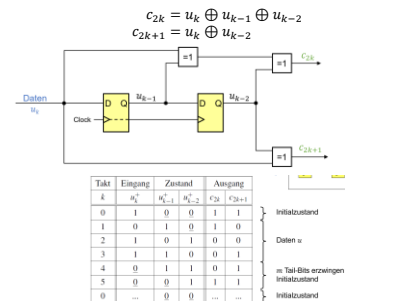 c_{2k} = u_k ⊕ u_{k−1} ⊕ u_{k−2}
c_{2k+1} = u_k ⊕ u_{k−2}
=1
=1 c_{2k}
Daten
u_k
D Q u_{k−1} D Q u_{k−2}
Clock
=1 c_{2k+1}
Takt Eingang Zustand Ausgang
k u_k^+ u_{k−1}^+ u_{k−2}^+ c_{2k} c_{2k+1}
0 1 0 0 1 1 Initialzustand
1 0 1 0 1 0
2 1 0 1 0 0 Daten u
3 1 1 0 0 1
4 0 1 1 0 1 m Tail-Bits erzwingen
5 0 0 1 1 1 Initialzustand
0 ... 0 0 ... ... Initialzustand